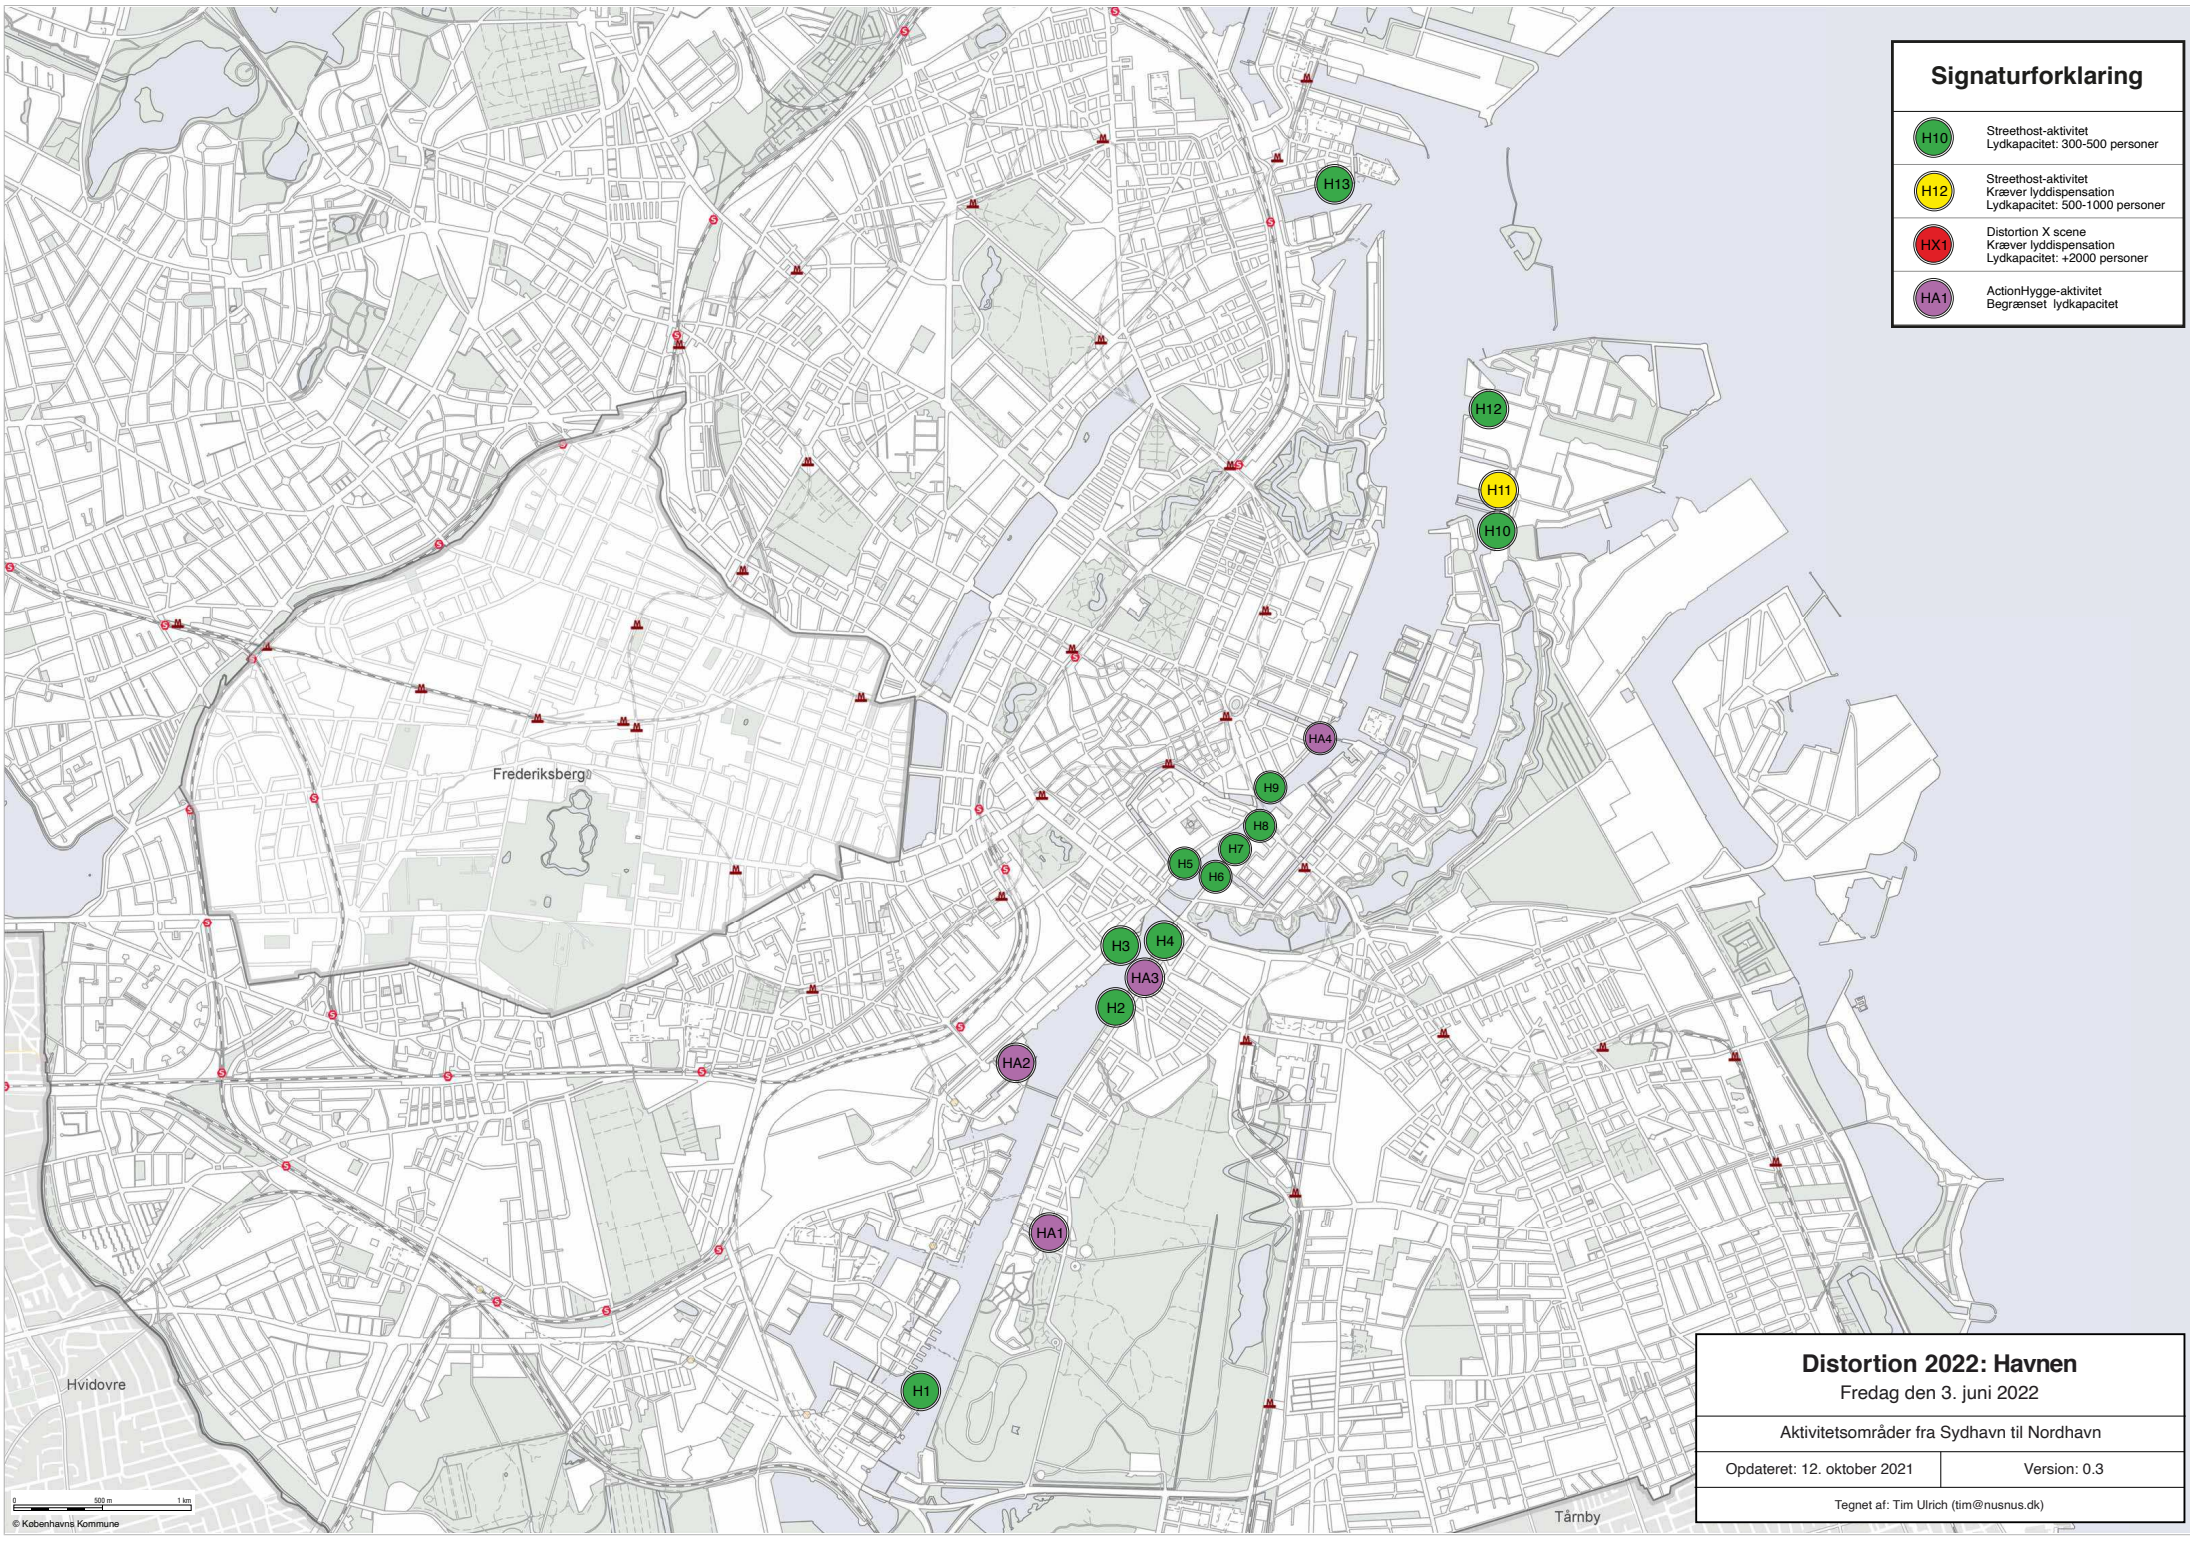 Signaturforklaring
H10
Streethost-aktivitet
Lydkapacitet: 300-500 personer
H12
Streethost-aktivitet
Kræver lyddispensation
Lydkapacitet: 500-1000 personer
HX1
Distortion X scene
Kræver lyddispensation
Lydkapacitet: +2000 personer
HA1
ActionHygge-aktivitet
Begrænset lydkapacitet
H13
H12
H11
H10
HA4
H9
H8
H7
H6
H5
H4
H3
HA3
H2
HA2
HA1
H1
Frederiksberg
Hvidovre
Tårnby
Distortion 2022: Havnen
Fredag den 3. juni 2022
Aktivitetsområder fra Sydhavn til Nordhavn
Opdateret: 12. oktober 2021
Version: 0.3
Tegnet af: Tim Ulrich (tim@nusnus.dk)
0 500 m 1 km
© Københavns Kommune